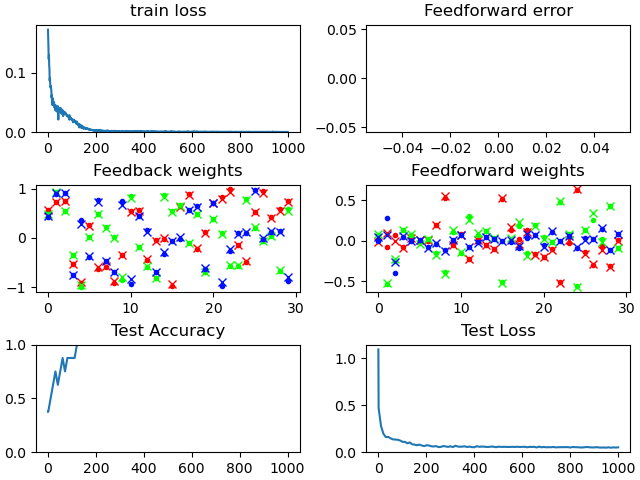 train loss
Feedforward error
0.1
0.0
0 200 400 600 800 1000
0.05
0.00
−0.05
−0.04 −0.02 0.00 0.02 0.04
Feedback weights
Feedforward weights
1
0
−1
0 10 20 30
0.5
0.0
−0.5
0 10 20 30
Test Accuracy
Test Loss
1.0
0.5
0.0
0 200 400 600 800 1000
1.0
0.5
0.0
0 200 400 600 800 1000